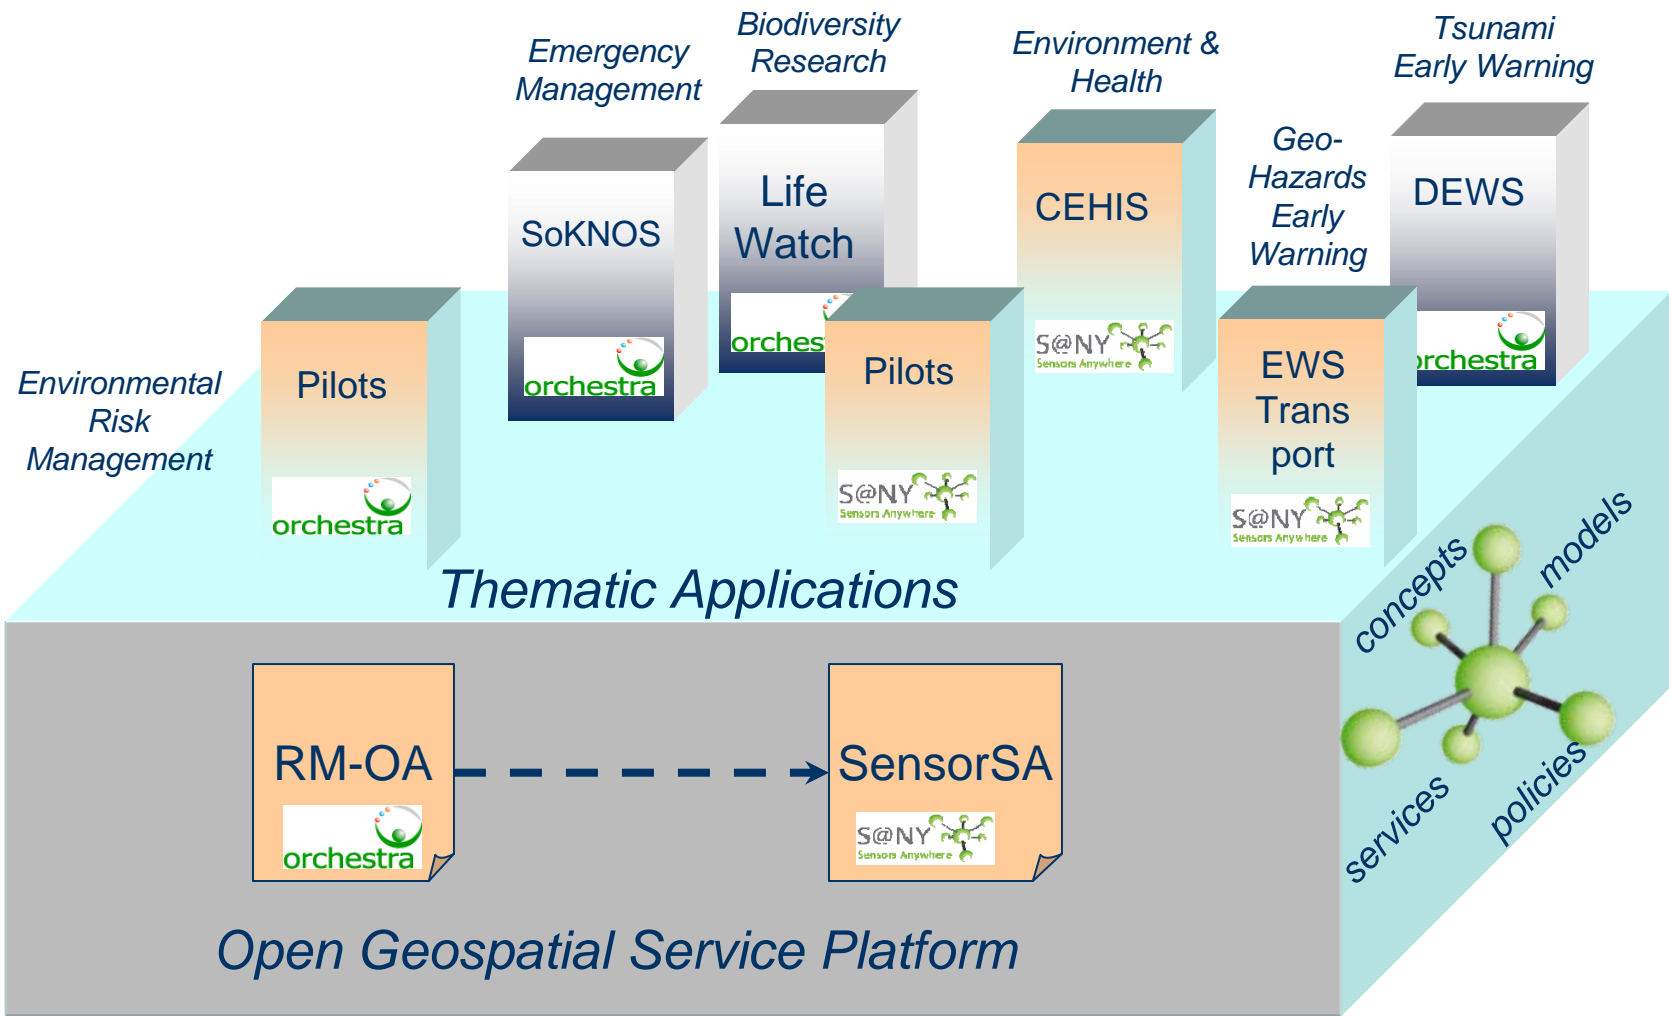 Emergency
Management
Biodiversity
Research
Environment &
Health
Tsunami
Early Warning
Geo-
Hazards
Early
Warning
SoKNOS
orchestra
Life
Watch
orches
CEHIS
S@NY
Sensors Anywhere
DEWS
orchestra
Environmental
Risk
Management
Pilots
orchestra
Pilots
S@NY
Sensors Anywhere
EWS
Trans
port
S@NY
Sensors Anywhere
Thematic Applications
concepts
models
services
policies
RM-OA
orchestra
SensorSA
S@NY
Sensors Anywhere
Open Geospatial Service Platform